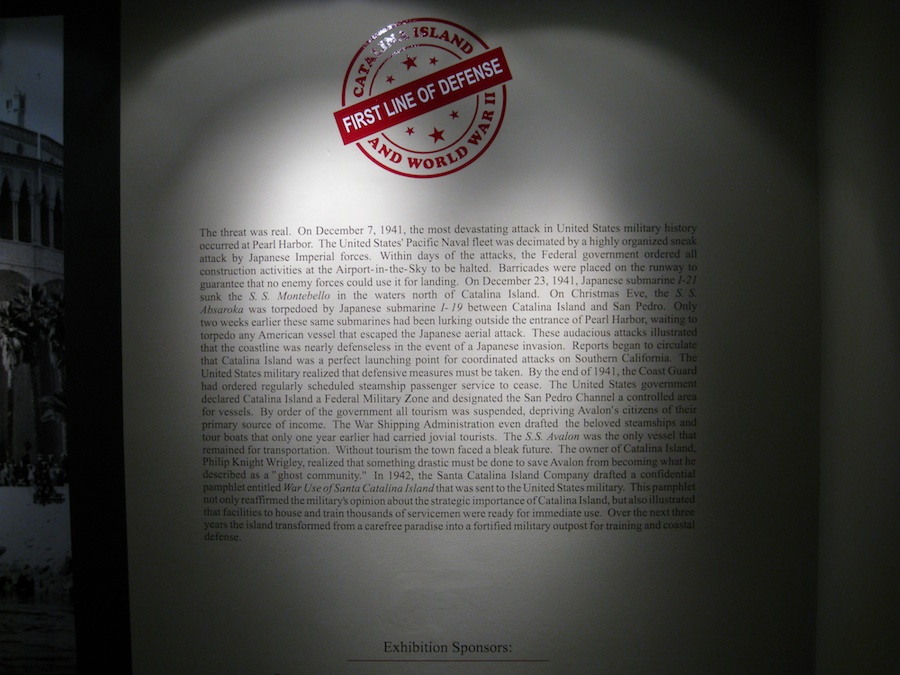 CATALINA ISLAND
FIRST LINE OF DEFENSE
AND WORLD WAR II
The threat was real. On December 7, 1941, the most devastating attack in United States military history
occurred at Pearl Harbor. The United States' Pacific Naval fleet was decimated by a highly organized sneak
attack by Japanese Imperial forces. Within days of the attacks, the Federal government ordered all
construction activities at the Airport-in-the-Sky to be halted. Barricades were placed on the runway to
guarantee that no enemy forces could use it for landing. On December 23, 1941, Japanese submarine I-21
sunk the S. S. Montebello in the waters north of Catalina Island. On Christmas Eve, the S. S.
Absaroka was torpedoed by Japanese submarine I-19 between Catalina Island and San Pedro. Only
two weeks earlier these same submarines had been lurking outside the entrance of Pearl Harbor, waiting to
torpedo any American vessel that escaped the Japanese aerial attack. These audacious attacks illustrated
that the coastline was nearly defenseless in the event of a Japanese invasion. Reports began to circulate
that Catalina Island was a perfect launching point for coordinated attacks on Southern California. The
United States military realized that defensive measures must be taken. By the end of 1941, the Coast Guard
had ordered regularly scheduled steamship passenger service to cease. The United States government
declared Catalina Island a Federal Military Zone and designated the San Pedro Channel a controlled area
for vessels. By order of the government all tourism was suspended, depriving Avalon's citizens of their
primary source of income. The War Shipping Administration even drafted the beloved steamships and
tour boats that only one year earlier had carried jovial tourists. The S.S. Avalon was the only vessel that
remained for transportation. Without tourism the town faced a bleak future. The owner of Catalina Island,
Philip Knight Wrigley, realized that something drastic must be done to save Avalon from becoming what he
described as a "ghost community." In 1942, the Santa Catalina Island Company drafted a confidential
pamphlet entitled War Use of Santa Catalina Island that was sent to the United States military. This pamphlet
not only reaffirmed the military's opinion about the strategic importance of Catalina Island, but also illustrated
that facilities to house and train thousands of servicemen were ready for immediate use. Over the next three
years the island transformed from a carefree paradise into a fortified military outpost for training and coastal
defense.
Exhibition Sponsors: